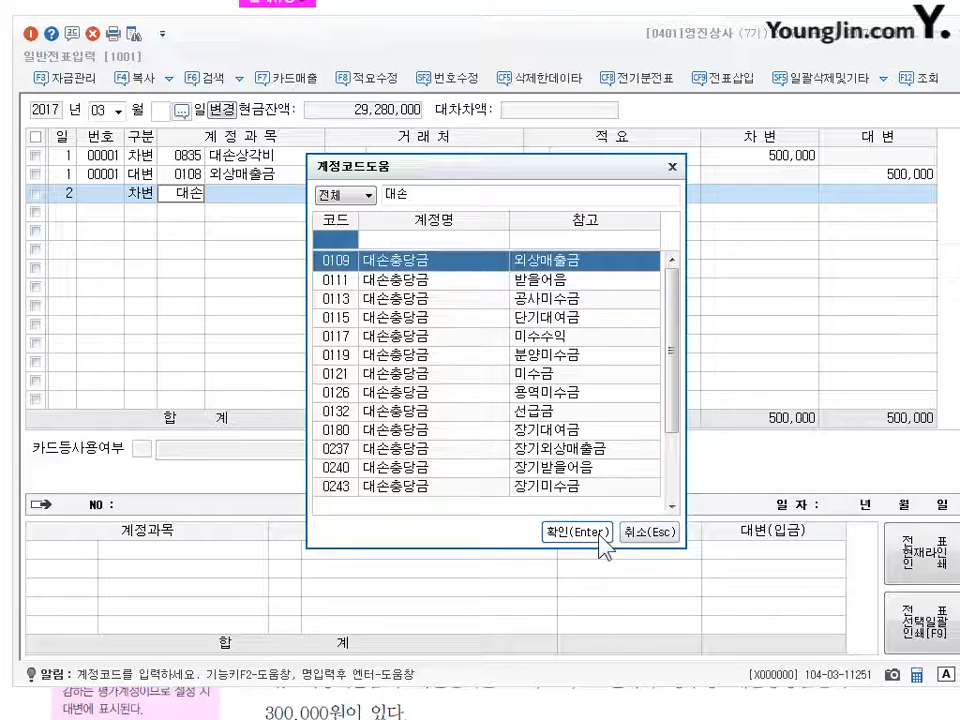 Younglin.com Y.
[0401]영진상사 (7기)
일반전표입력 [1001]
F3 자금관리 F4 복사 F6 검색 F7 카드매출 F8 적요수정 SF2 번호수정 CF5 삭제한데이타 CF8 전기분전표 CF9 전표삽입 SF5 일괄삭제및기타 F12 조회
2017 년 03 월 일 변경 현금잔액: 29,280,000 대차차액:
일 번호 구분 계 정 과 목 거 래 처 적 요 차 변 대 변
1 00001 차변 0835 대손상각비 500,000
1 00001 대변 0108 외상매출금 500,000
2 차변 대손
합 계 500,000 500,000
계정코드도움 x
전체 대손
코드 계정명 참고
0109 대손충당금 외상매출금
0111 대손충당금 받을어음
0113 대손충당금 공사미수금
0115 대손충당금 단기대여금
0117 대손충당금 미수수익
0119 대손충당금 분양미수금
0121 대손충당금 미수금
0126 대손충당금 용역미수금
0132 대손충당금 선급금
0180 대손충당금 장기대여금
0237 대손충당금 장기외상매출금
0240 대손충당금 장기받을어음
0243 대손충당금 장기미수금
확인(Enter) 취소(Esc)
카드등사용여부
NO : 일 자 : 년 월 일
계정과목 대변(입금)
합 계
전 표
현재라인
인 쇄
전 표
선택일괄
인쇄[F9]
알림 : 계정코드를 입력하세요. 기능키F2-도움창, 명입력후 엔터-도움창 [X000000] 104-03-11251 A
감하는 평가계정이므로 설정 시
대변에 표시된다.
300,000원이 있다.